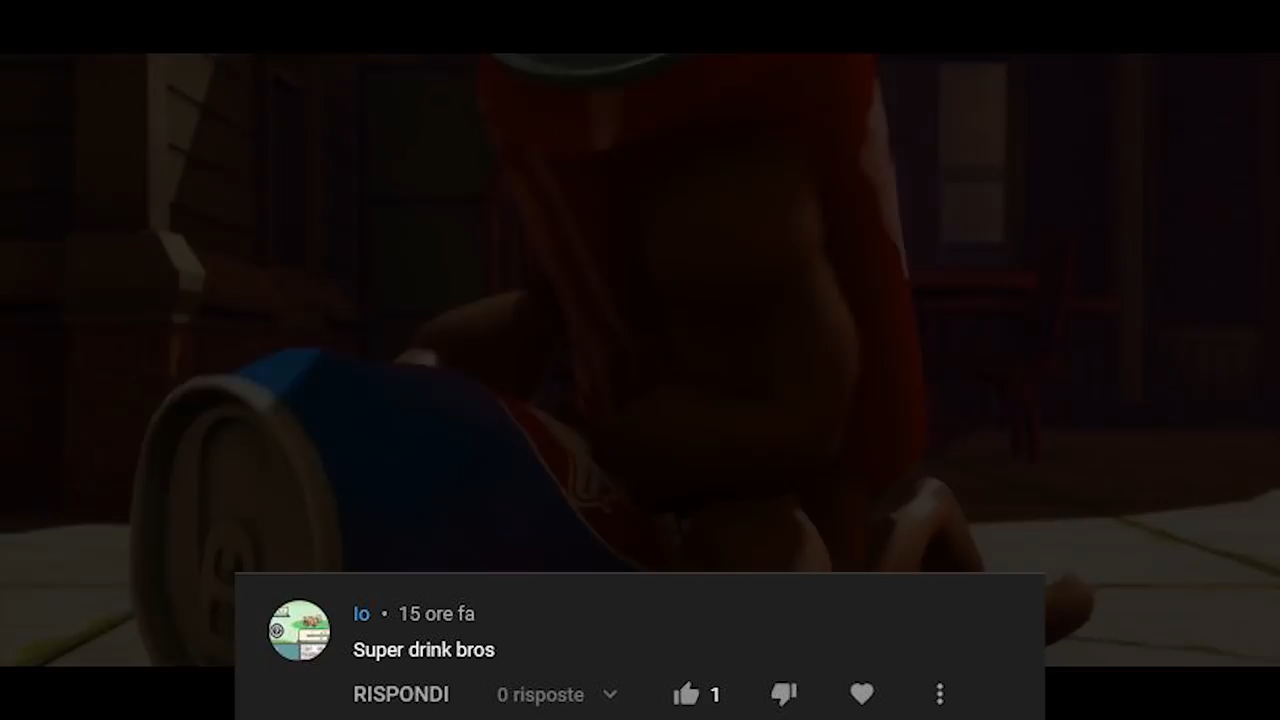 Io • 15 ore fa
Super drink bros
RISPONDI 0 risposte 1